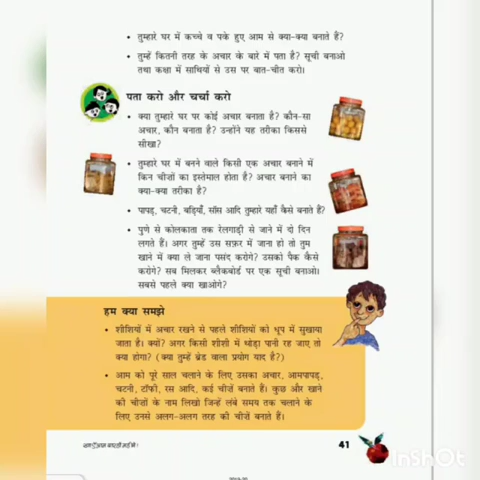 • तुम्हारे घर में कच्चे व पके हुए आम से क्या-क्या बनाते हैं?
• तुम्हें कितनी तरह के अचार के बारे में पता है? सूची बनाओ
तथा कक्षा में साथियों से उस पर बात-चीत करो।
पता करो और चर्चा करो
• क्या तुम्हारे घर पर कोई अचार बनाता है? कौन-सा
अचार, कौन बनाता है? उन्होंने यह तरीका किससे
सीखा?
• तुम्हारे घर में बनने वाले किसी एक अचार बनाने में
किन चीज़ों का इस्तेमाल होता है? अचार बनाने का
क्या-क्या तरीका है?
• पापड़, चटनी, बड़ियाँ, सॉस आदि तुम्हारे यहाँ कैसे बनाते हैं?
• पुणे से कोलकाता तक रेलगाड़ी से जाने में दो दिन
लगते हैं। अगर तुम्हें उस सफ़र में जाना हो तो तुम
खाने में क्या ले जाना पसंद करोगे? उसको पैक कैसे
करोगे? सब मिलकर ब्लैकबोर्ड पर एक सूची बनाओ।
सबसे पहले क्या खाओगे?
हम क्या समझे
• शीशियों में अचार रखने से पहले शीशियों को धूप में सुखाया
जाता है। क्यों? अगर किसी शीशी में थोड़ा पानी रह जाए तो
क्या होगा? (क्या तुम्हें ब्रेड वाला प्रयोग याद है?)
• आम को पूरे साल चलाने के लिए उसका अचार, आमपापड़,
चटनी, टॉफ़ी, रस आदि, कई चीज़ें बनाते हैं। कुछ और खाने
की चीज़ों के नाम लिखो जिन्हें लंबे समय तक चलाने के
लिए उनसे अलग-अलग तरह की चीज़ें बनाते हैं।
41
InShOt